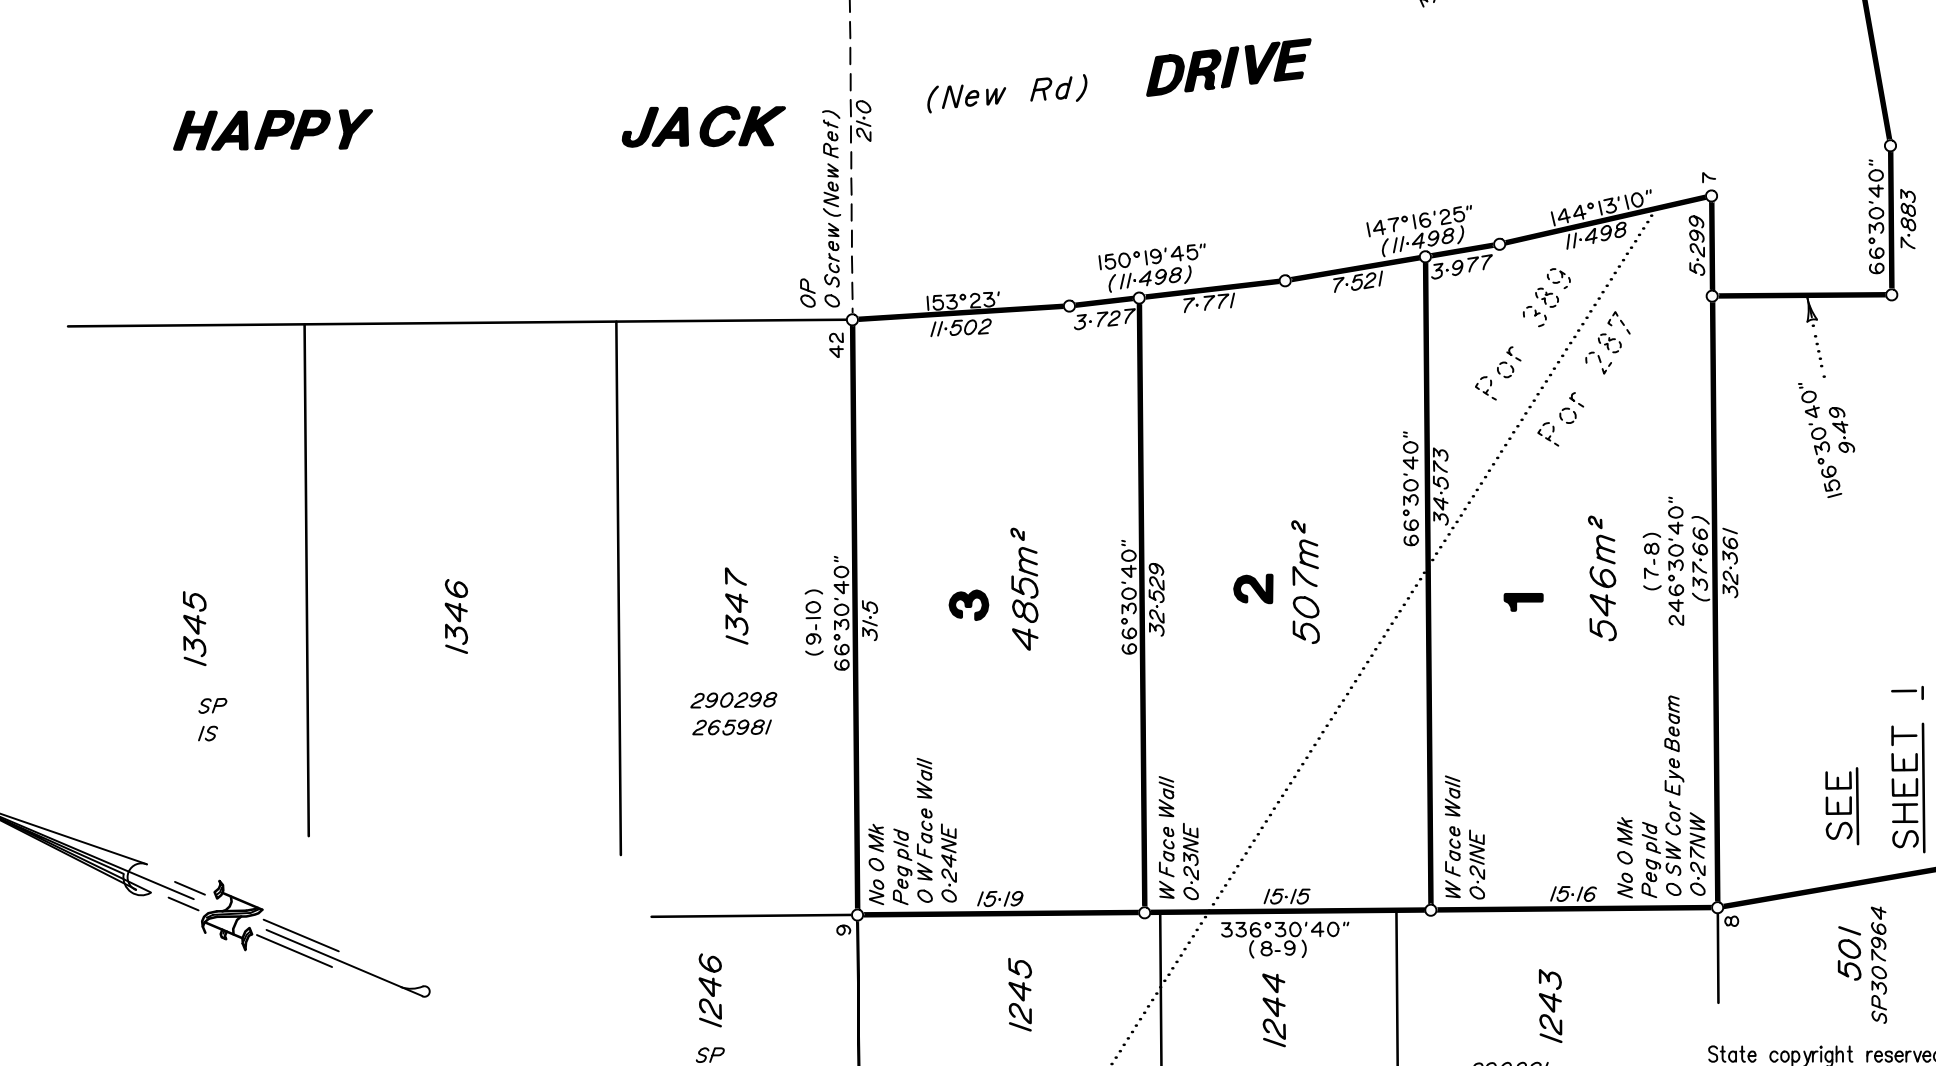 HAPPY JACK (New Rd) DRIVE
OP
O Screw (New Ref)
21·0
42
153°23'
11·502
3·727
150°19'45"
(11·498)
7·771
7·521
147°16'25"
(11·498)
3·977
144°13'10"
11·498
7
5·299
66°30'40"
7·883
156°30'40"
9·49
Por 389
Por 287
1345
SP
IS
1346
1347
290298
265981
(9-10)
66°30'40"
31·5
3
485m²
66°30'40"
32·529
2
507m²
66°30'40"
34·573
1
546m²
(7-8)
246°30'40"
(37·66)
32·361
No O Mk
Peg pld
O W Face Wall
0·24NE
W Face Wall
0·23NE
W Face Wall
0·21NE
No O Mk
Peg pld
O SW Cor Eye Beam
0·27NW
SEE
SHEET 1
15·19
15·15
15·16
9
336°30'40"
(8-9)
8
1246
SP
1245
1244
1243
501
SP307964
State copyright reserved